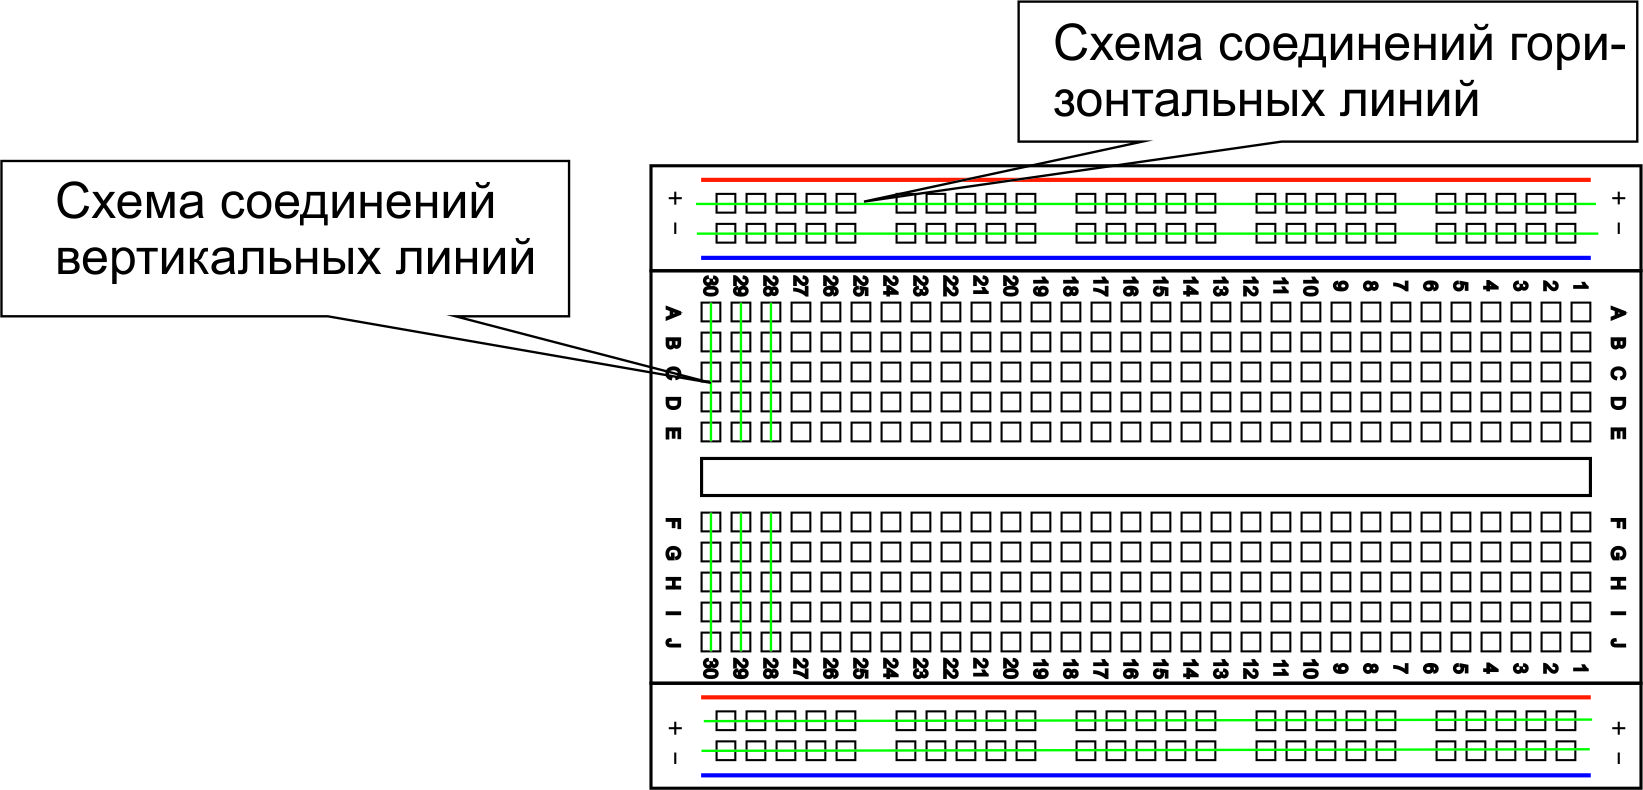 Схема соединений гори-
зонтальных линий
Схема соединений
вертикальных линий
+ +
– –
30 29 28 27 26 25 24 23 22 21 20 19 18 17 16 15 14 13 12 11 10 9 8 7 6 5 4 3 2 1
A A
B B
C C
D D
E E
F F
G G
H H
I I
J J
30 29 28 27 26 25 24 23 22 21 20 19 18 17 16 15 14 13 12 11 10 9 8 7 6 5 4 3 2 1
+ +
– –